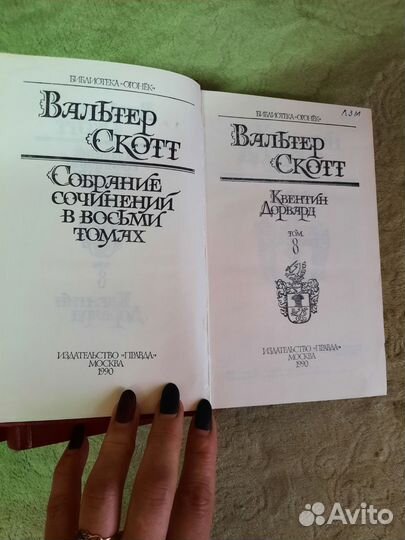 БИБЛИОТЕКА «ОГОНЁК»
ВАЛЬТЕР
СКОТТ
СОБРАНИЕ
СОЧИНЕНИЙ
В ВОСЬМИ
ТОМАХ
ИЗДАТЕЛЬСТВО «ПРАВДА»
МОСКВА
1990
БИБЛИОТЕКА «ОГОНЁК»
ВАЛЬТЕР
СКОТТ
КВЕНТИН
ДОРВАРД
ТОМ
8
ИЗДАТЕЛЬСТВО «ПРАВДА»
МОСКВА
1990
Avito